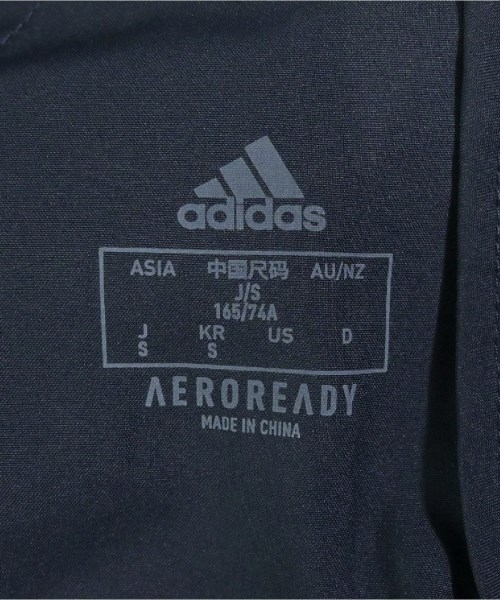 adidas
ASIA 中国尺码 AU/NZ
J/S
165/74A
J KR US D
S S
AEROREADY
MADE IN CHINA